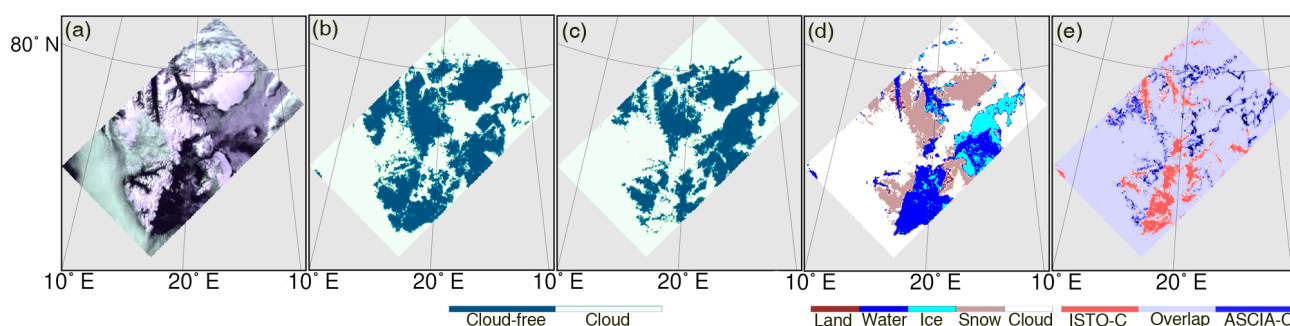 (a) (b) (c) (d) (e)
80° N
10° E 20° E 10° E 20° E 10° E 20° E 10° E 20° E 10° E 20° E
Cloud-free Cloud Land Water Ice Snow Cloud ISTO-C Overlap ASCIA-C